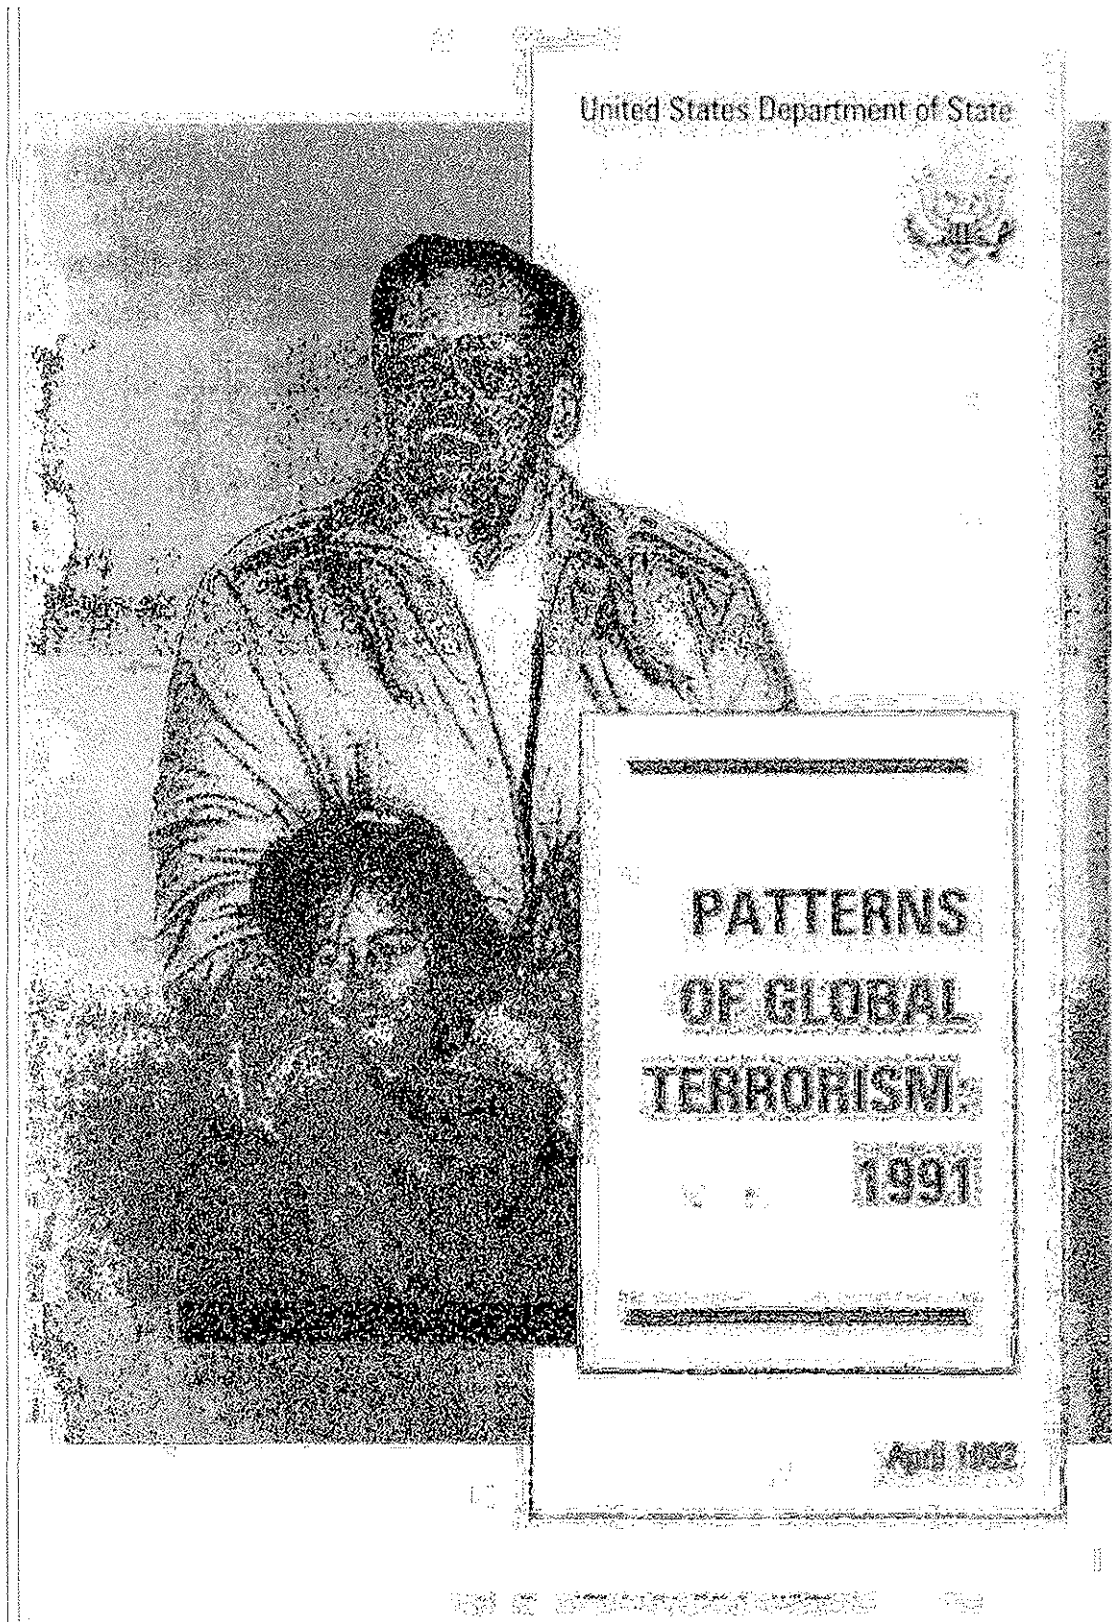 United States Department of State
PATTERNS
OF GLOBAL
TERRORISM:
1991
April 1992